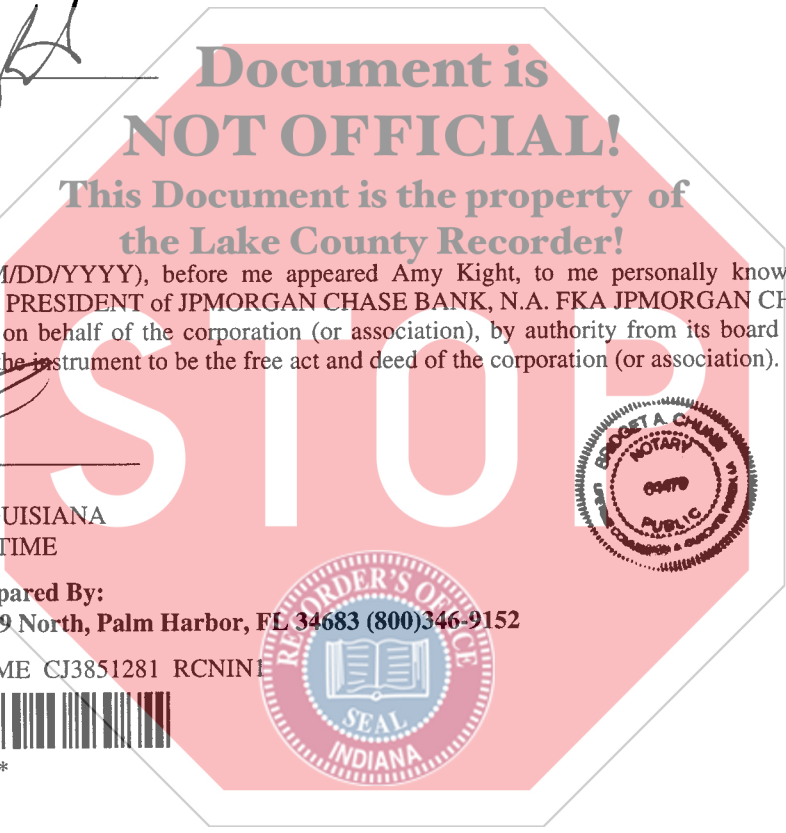 Document is
NOT OFFICIAL!
This Document is the property of
the Lake County Recorder!
M/DD/YYYY), before me appeared Amy Kight, to me personally know
PRESIDENT of JPMORGAN CHASE BANK, N.A. FKA JPMORGAN CH
on behalf of the corporation (or association), by authority from its board
the instrument to be the free act and deed of the corporation (or association).
STOP
BRIDGET A. CHUNN
NOTARY
PUBLIC
UISIANA
TIME
pared By:
9 North, Palm Harbor, FL 34683 (800)346-9152
ME CJ3851281 RCNIN1
RECORDER'S OFFICE
SEAL
INDIANA
*